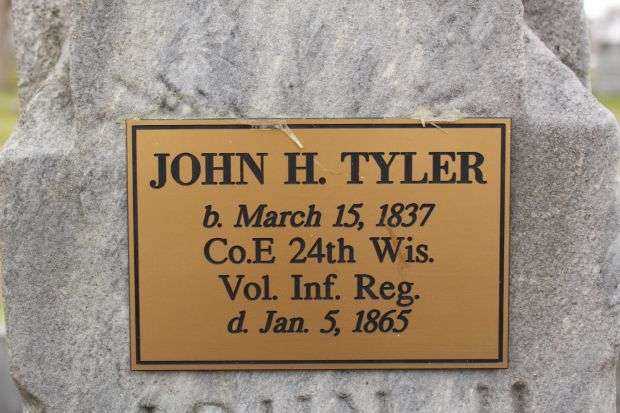 JOHN H. TYLER
b. March 15, 1837
Co.E 24th Wis.
Vol. Inf. Reg.
d. Jan. 5, 1865